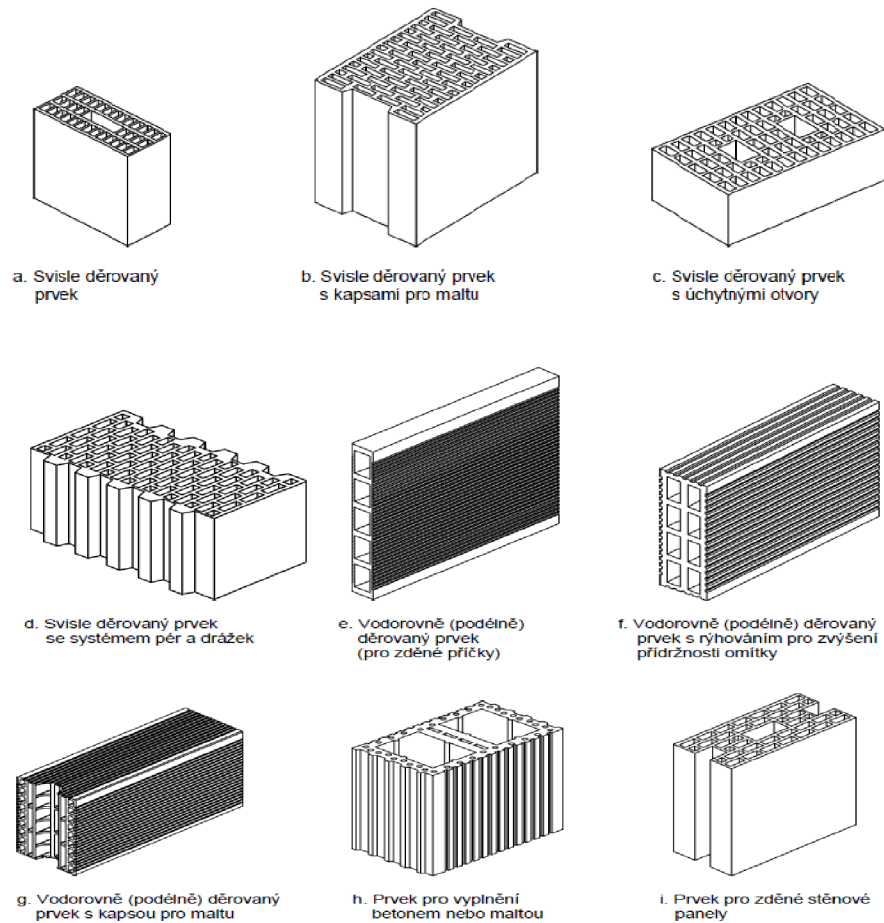 a. Svisle děrovaný
prvek
b. Svisle děrovaný prvek
s kapsami pro maltu
c. Svisle děrovaný prvek
s úchytnými otvory
d. Svisle děrovaný prvek
se systémem pér a drážek
e. Vodorovně (podélně)
děrovaný prvek
(pro zděné příčky)
f. Vodorovně (podélně) děrovaný
prvek s rýhováním pro zvýšení
přídržnosti omítky
g. Vodorovně (podélně) děrovaný
prvek s kapsou pro maltu
h. Prvek pro vyplnění
betonem nebo maltou
i. Prvek pro zděné stěnové
panely